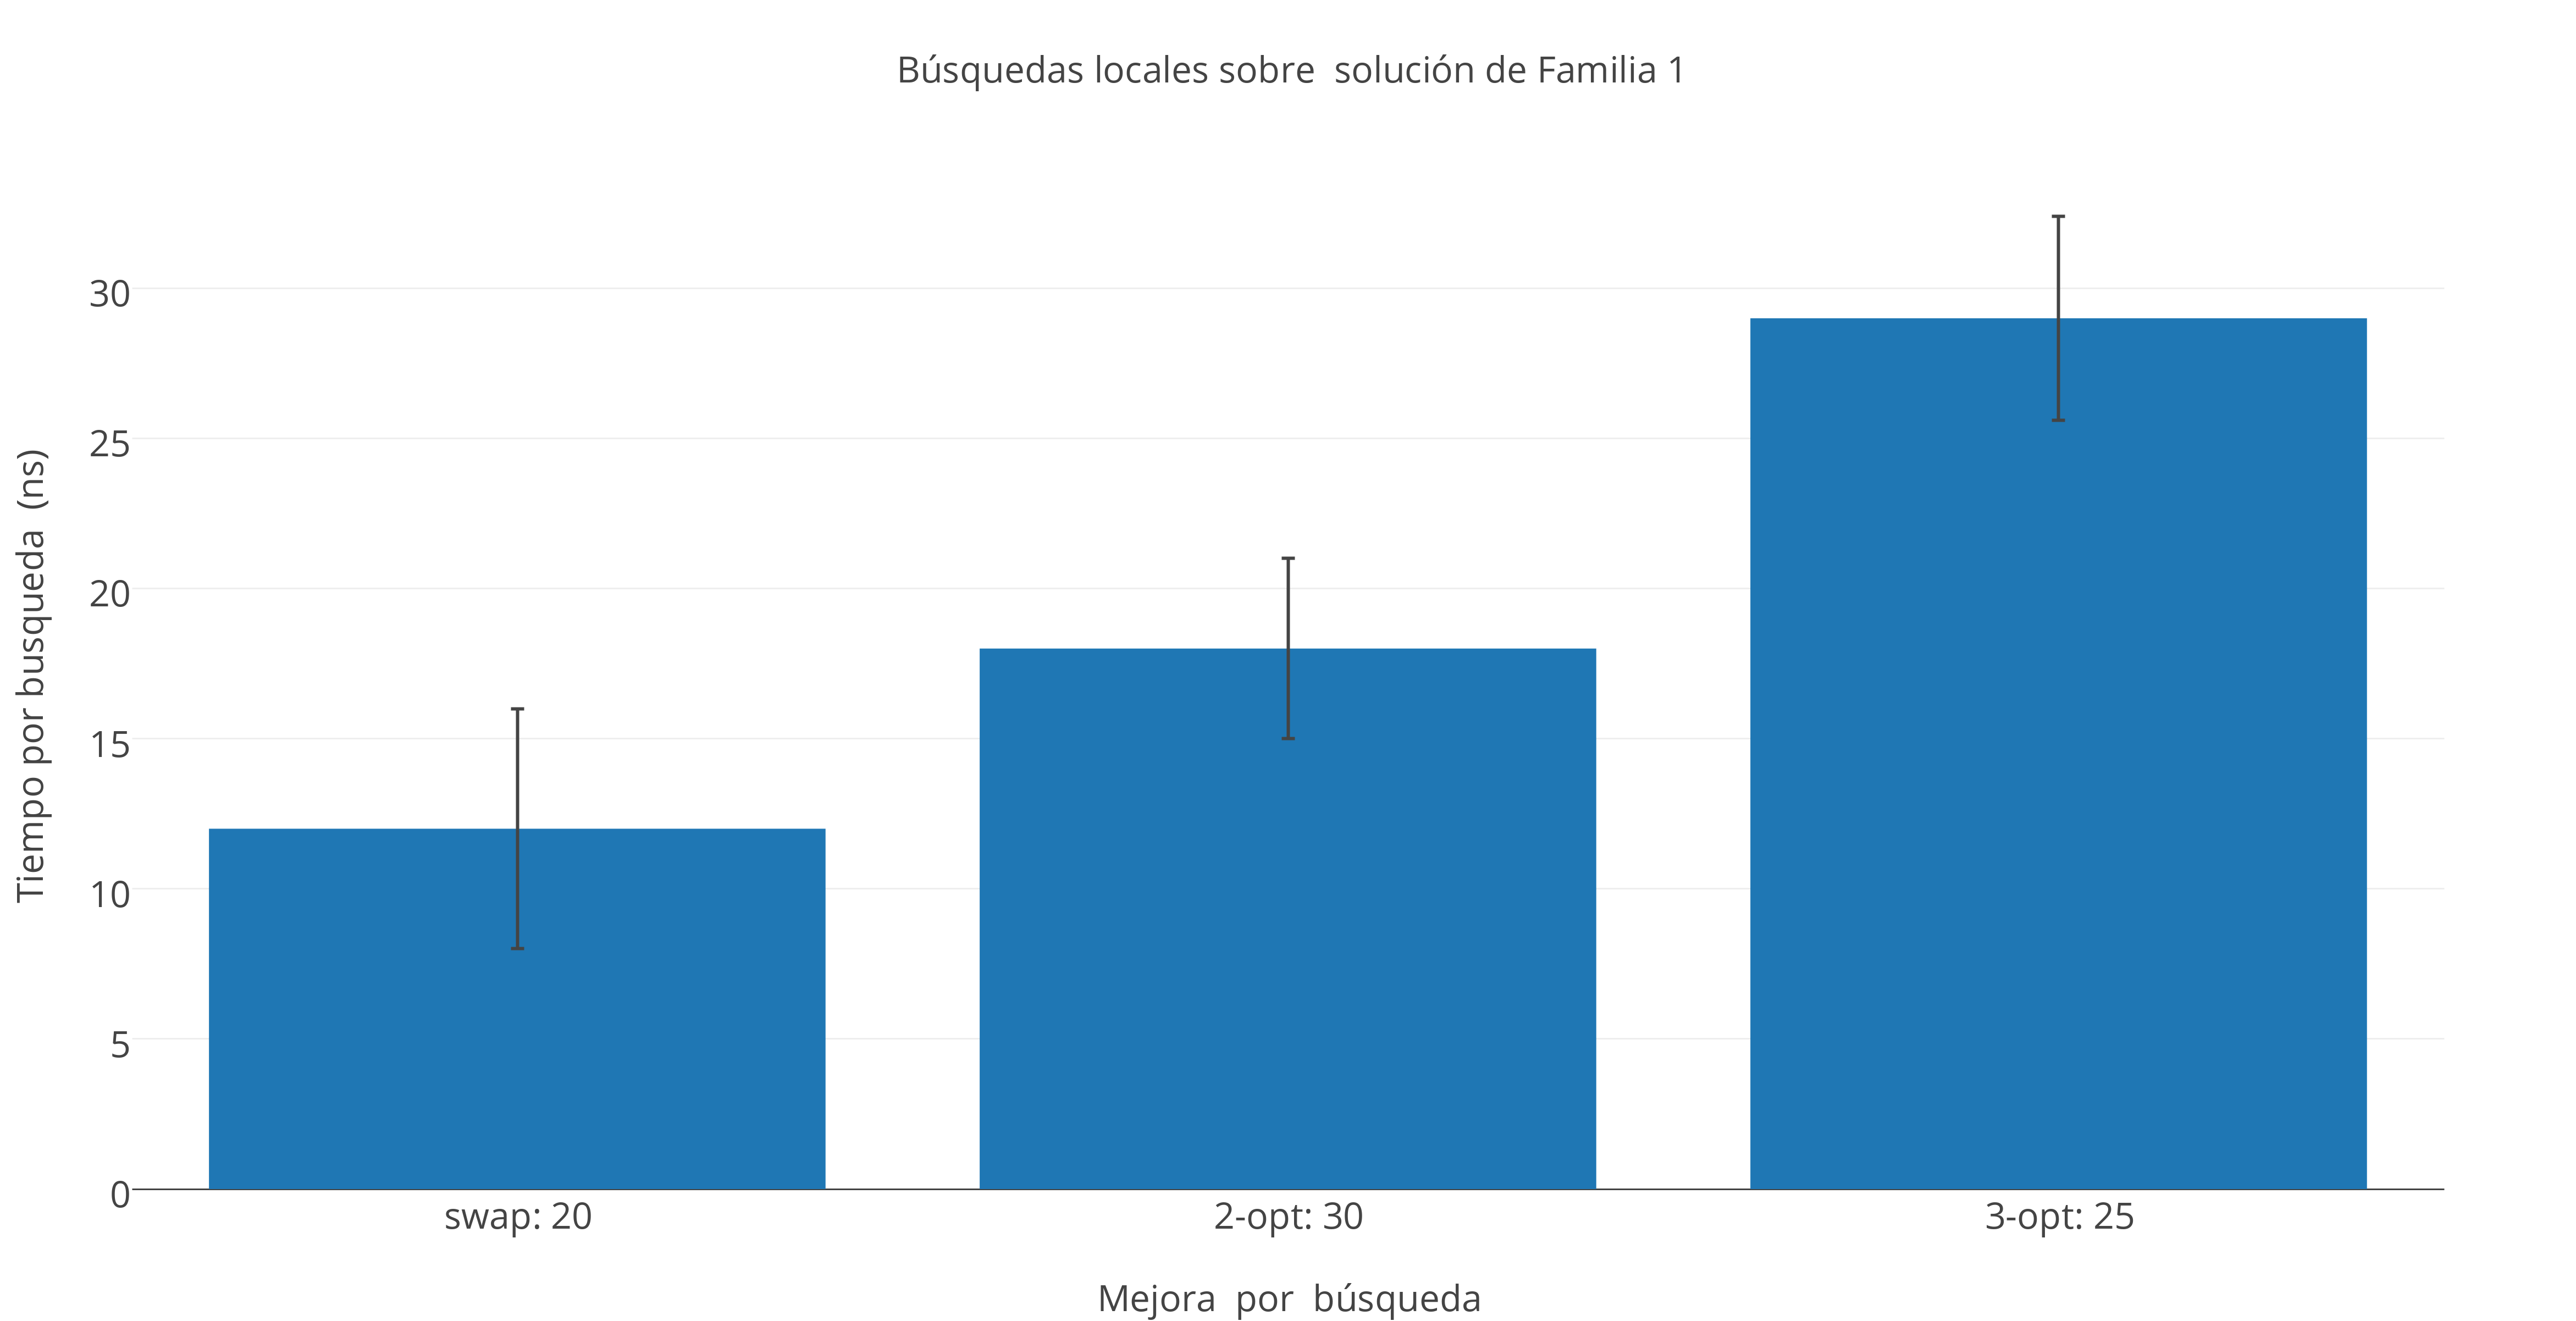 Búsquedas locales sobre  solución de Familia 1
30
25
20
15
10
5
0
Tiempo por busqueda  (ns)
swap: 20
2-opt: 30
3-opt: 25
Mejora  por  búsqueda